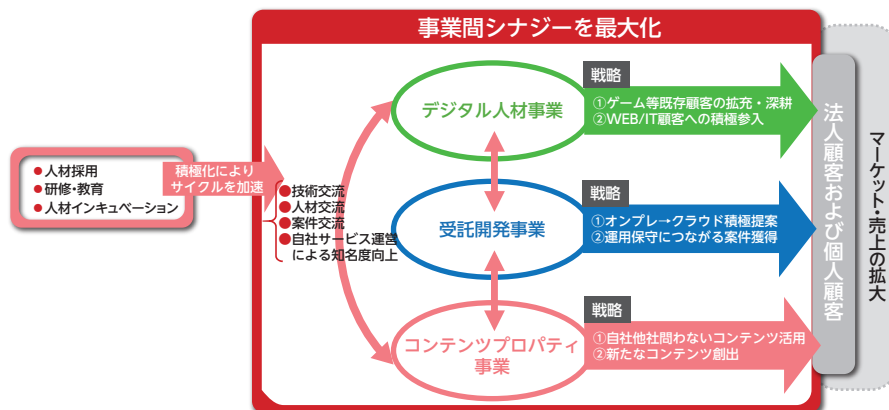 事業間シナジーを最大化
●人材採用
●研修・教育
●人材インキュベーション
積極化により
サイクルを加速
●技術交流
●人材交流
●案件交流
●自社サービス運営
による知名度向上
デジタル人材事業
戦略
①ゲーム等既存顧客の拡充・深耕
②WEB/IT顧客への積極参入
受託開発事業
戦略
①オンプレ→クラウド積極提案
②運用保守につながる案件獲得
コンテンツプロパティ
事業
戦略
①自社他社問わないコンテンツ活用
②新たなコンテンツ創出
法人顧客および個人顧客
マーケット・売上の拡大